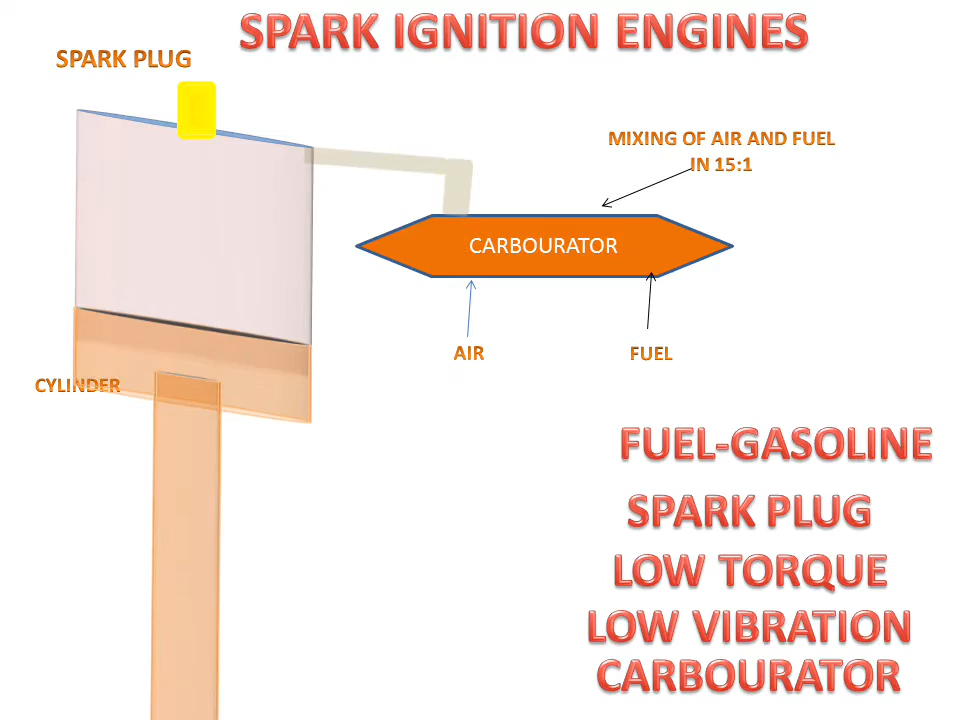 SPARK IGNITION ENGINES
SPARK PLUG
MIXING OF AIR AND FUEL
IN 15:1
CARBOURATOR
AIR
FUEL
CYLINDER
FUEL-GASOLINE
SPARK PLUG
LOW TORQUE
LOW VIBRATION
CARBOURATOR